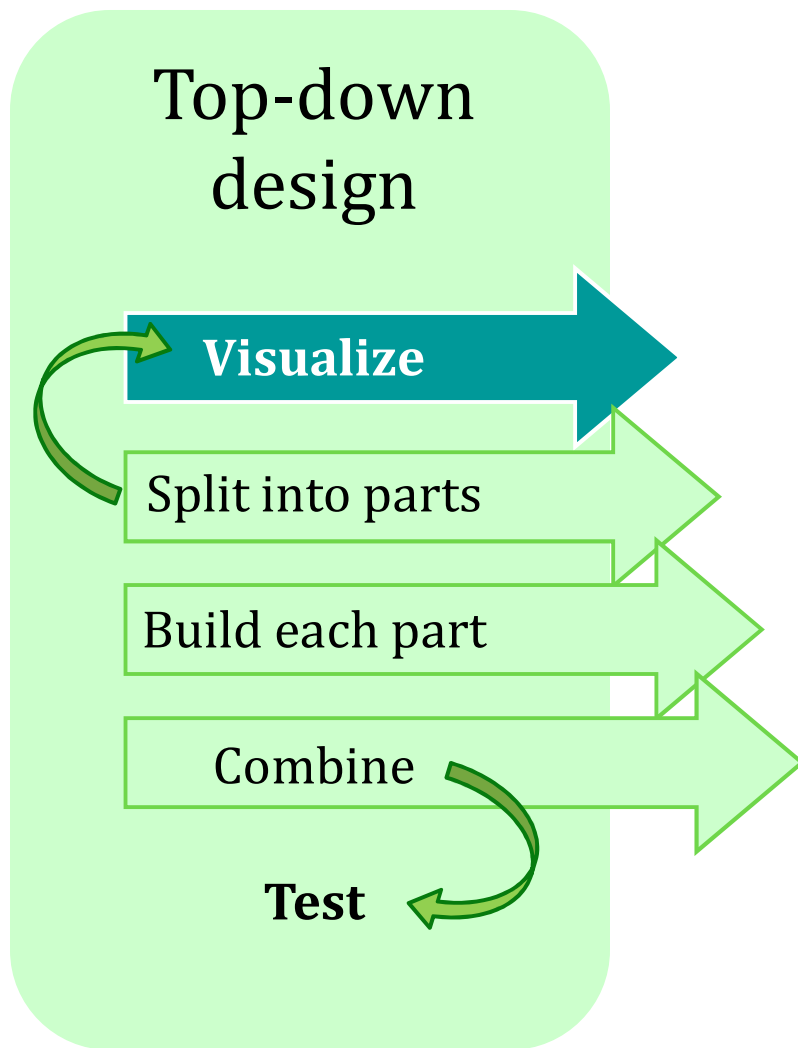 Top-down
design
Visualize
Split into parts
Build each part
Combine
Test